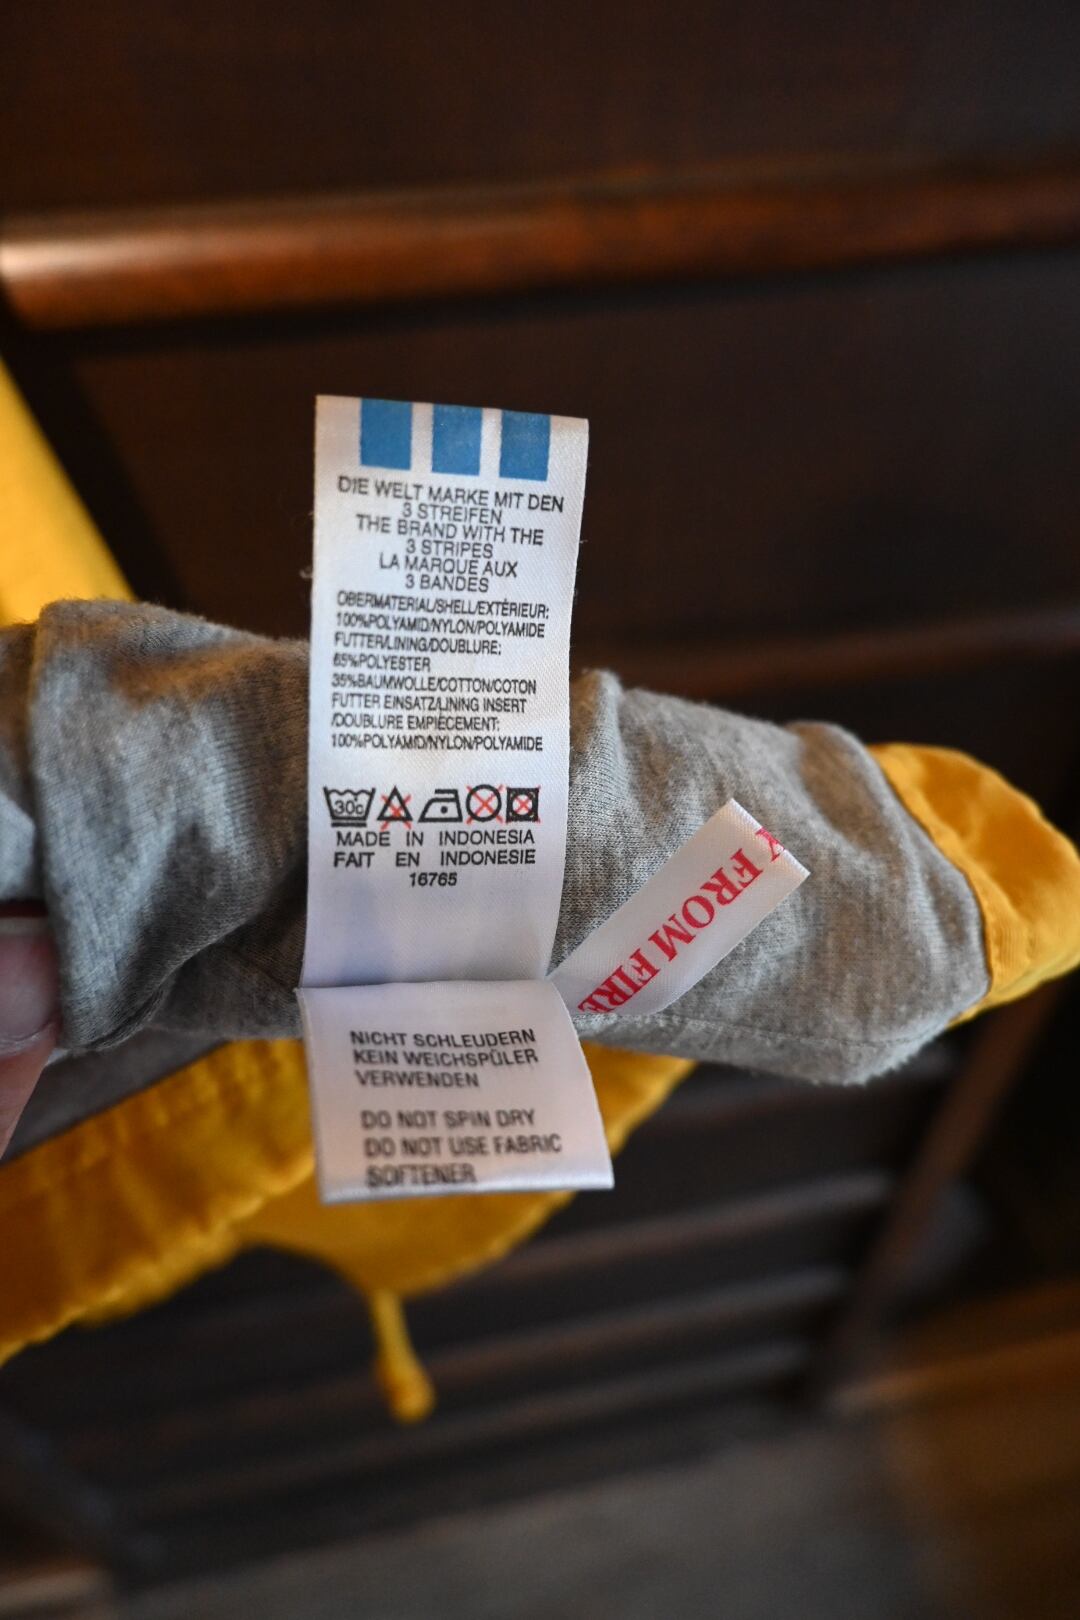 DIE WELT MARKE MIT DEN
3 STREIFEN
THE BRAND WITH THE
3 STRIPES
LA MARQUE AUX
3 BANDES
OBERMATERIAL/SHELL/EXTÉRIEUR:
100%POLYAMID/NYLON/POLYAMIDE
FUTTER/LINING/DOUBLURE:
65%POLYESTER
35%BAUMWOLLE/COTTON/COTON
FUTTER EINSATZ/LINING INSERT
/DOUBLURE EMPIECEMENT:
100%POLYAMID/NYLON/POLYAMIDE
30c
MADE IN INDONESIA
FAIT EN INDONESIE
16765
FROM
NICHT SCHLEUDERN
KEIN WEICHSPÜLER
VERWENDEN
DO NOT SPIN DRY
DO NOT USE FABRIC
SOFTENER